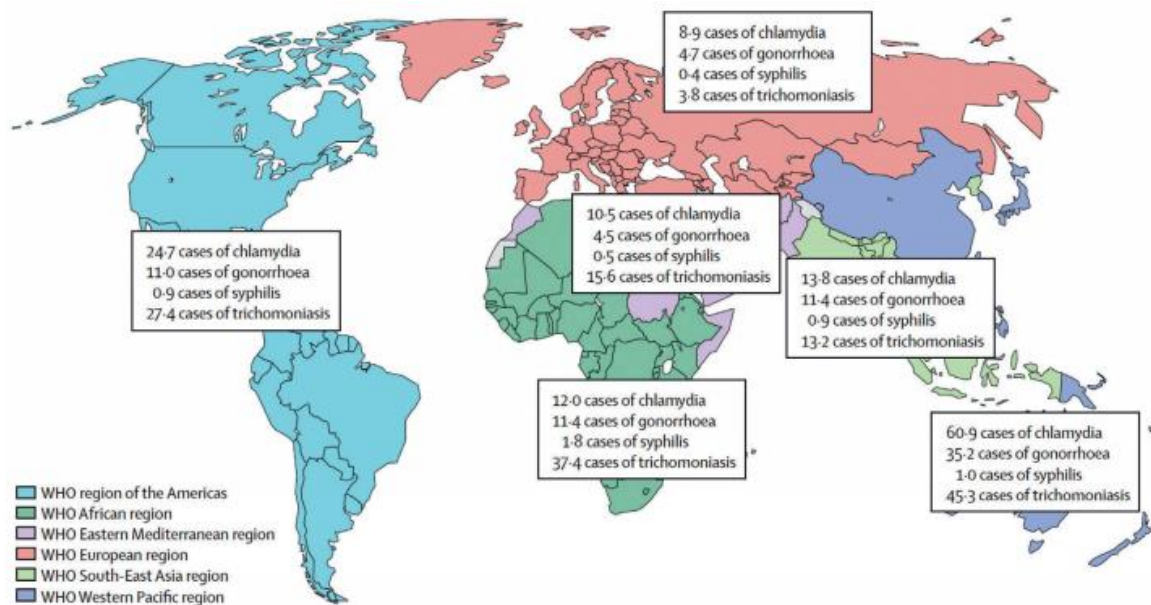 8·9 cases of chlamydia
4·7 cases of gonorrhoea
0·4 cases of syphilis
3·8 cases of trichomoniasis
10·5 cases of chlamydia
4·5 cases of gonorrhoea
0·5 cases of syphilis
15·6 cases of trichomoniasis
24·7 cases of chlamydia
11·0 cases of gonorrhoea
0·9 cases of syphilis
27·4 cases of trichomoniasis
13·8 cases of chlamydia
11·4 cases of gonorrhoea
0·9 cases of syphilis
13·2 cases of trichomoniasis
12·0 cases of chlamydia
11·4 cases of gonorrhoea
1·8 cases of syphilis
37·4 cases of trichomoniasis
60·9 cases of chlamydia
35·2 cases of gonorrhoea
1·0 cases of syphilis
45·3 cases of trichomoniasis
WHO region of the Americas
WHO African region
WHO Eastern Mediterranean region
WHO European region
WHO South-East Asia region
WHO Western Pacific region